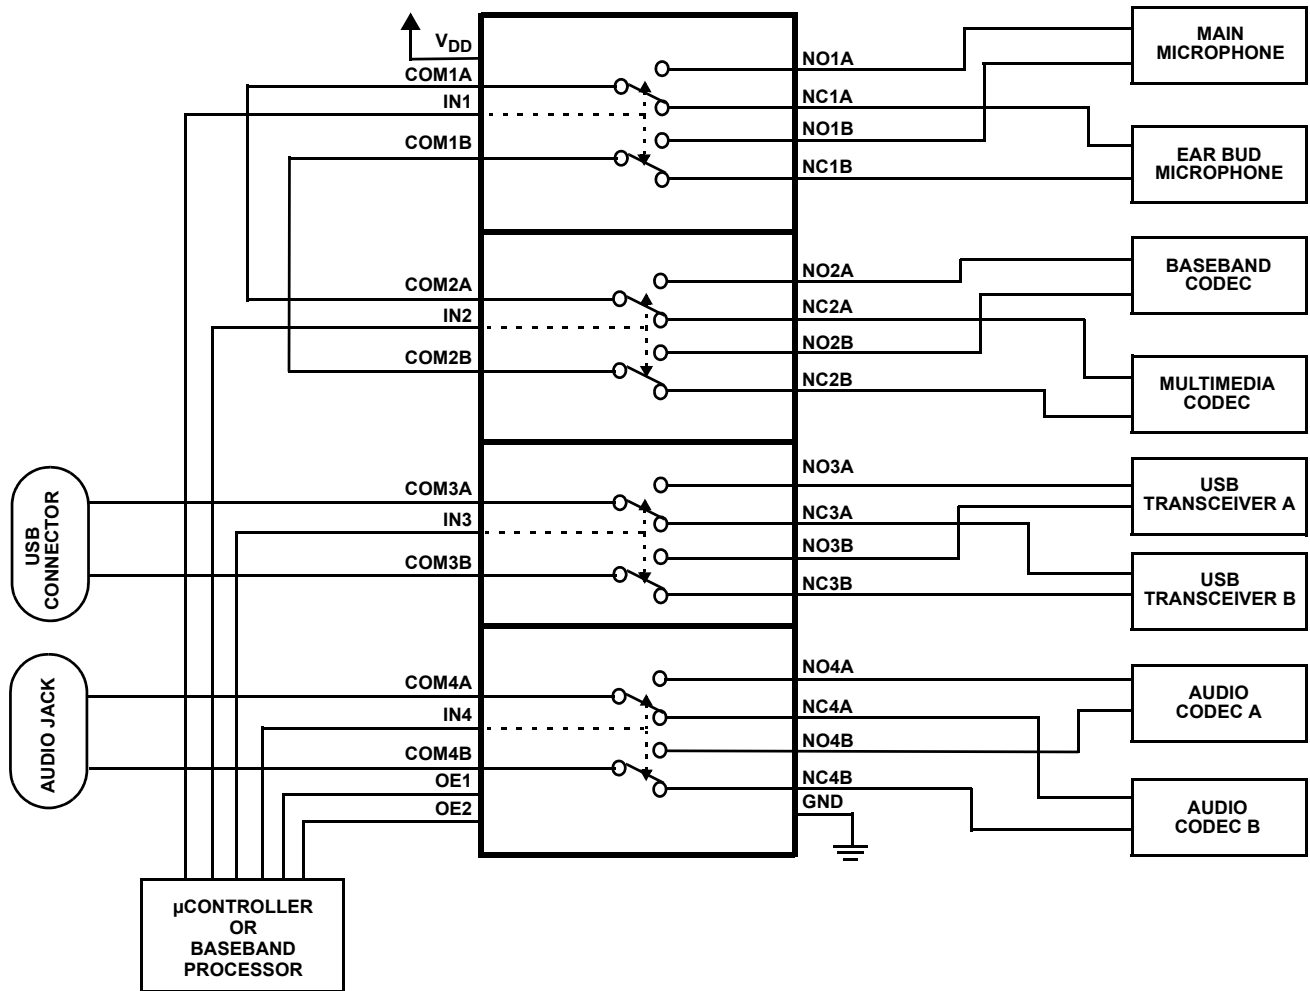 VDD
COM1A
IN1
COM1B
NO1A
NC1A
NO1B
NC1B
MAIN
MICROPHONE
EAR BUD
MICROPHONE
COM2A
IN2
COM2B
NO2A
NC2A
NO2B
NC2B
BASEBAND
CODEC
MULTIMEDIA
CODEC
USB
CONNECTOR
COM3A
IN3
COM3B
NO3A
NC3A
NO3B
NC3B
USB
TRANSCEIVER A
USB
TRANSCEIVER B
AUDIO JACK
COM4A
IN4
COM4B
OE1
OE2
NO4A
NC4A
NO4B
NC4B
GND
AUDIO
CODEC A
AUDIO
CODEC B
µCONTROLLER
OR
BASEBAND
PROCESSOR